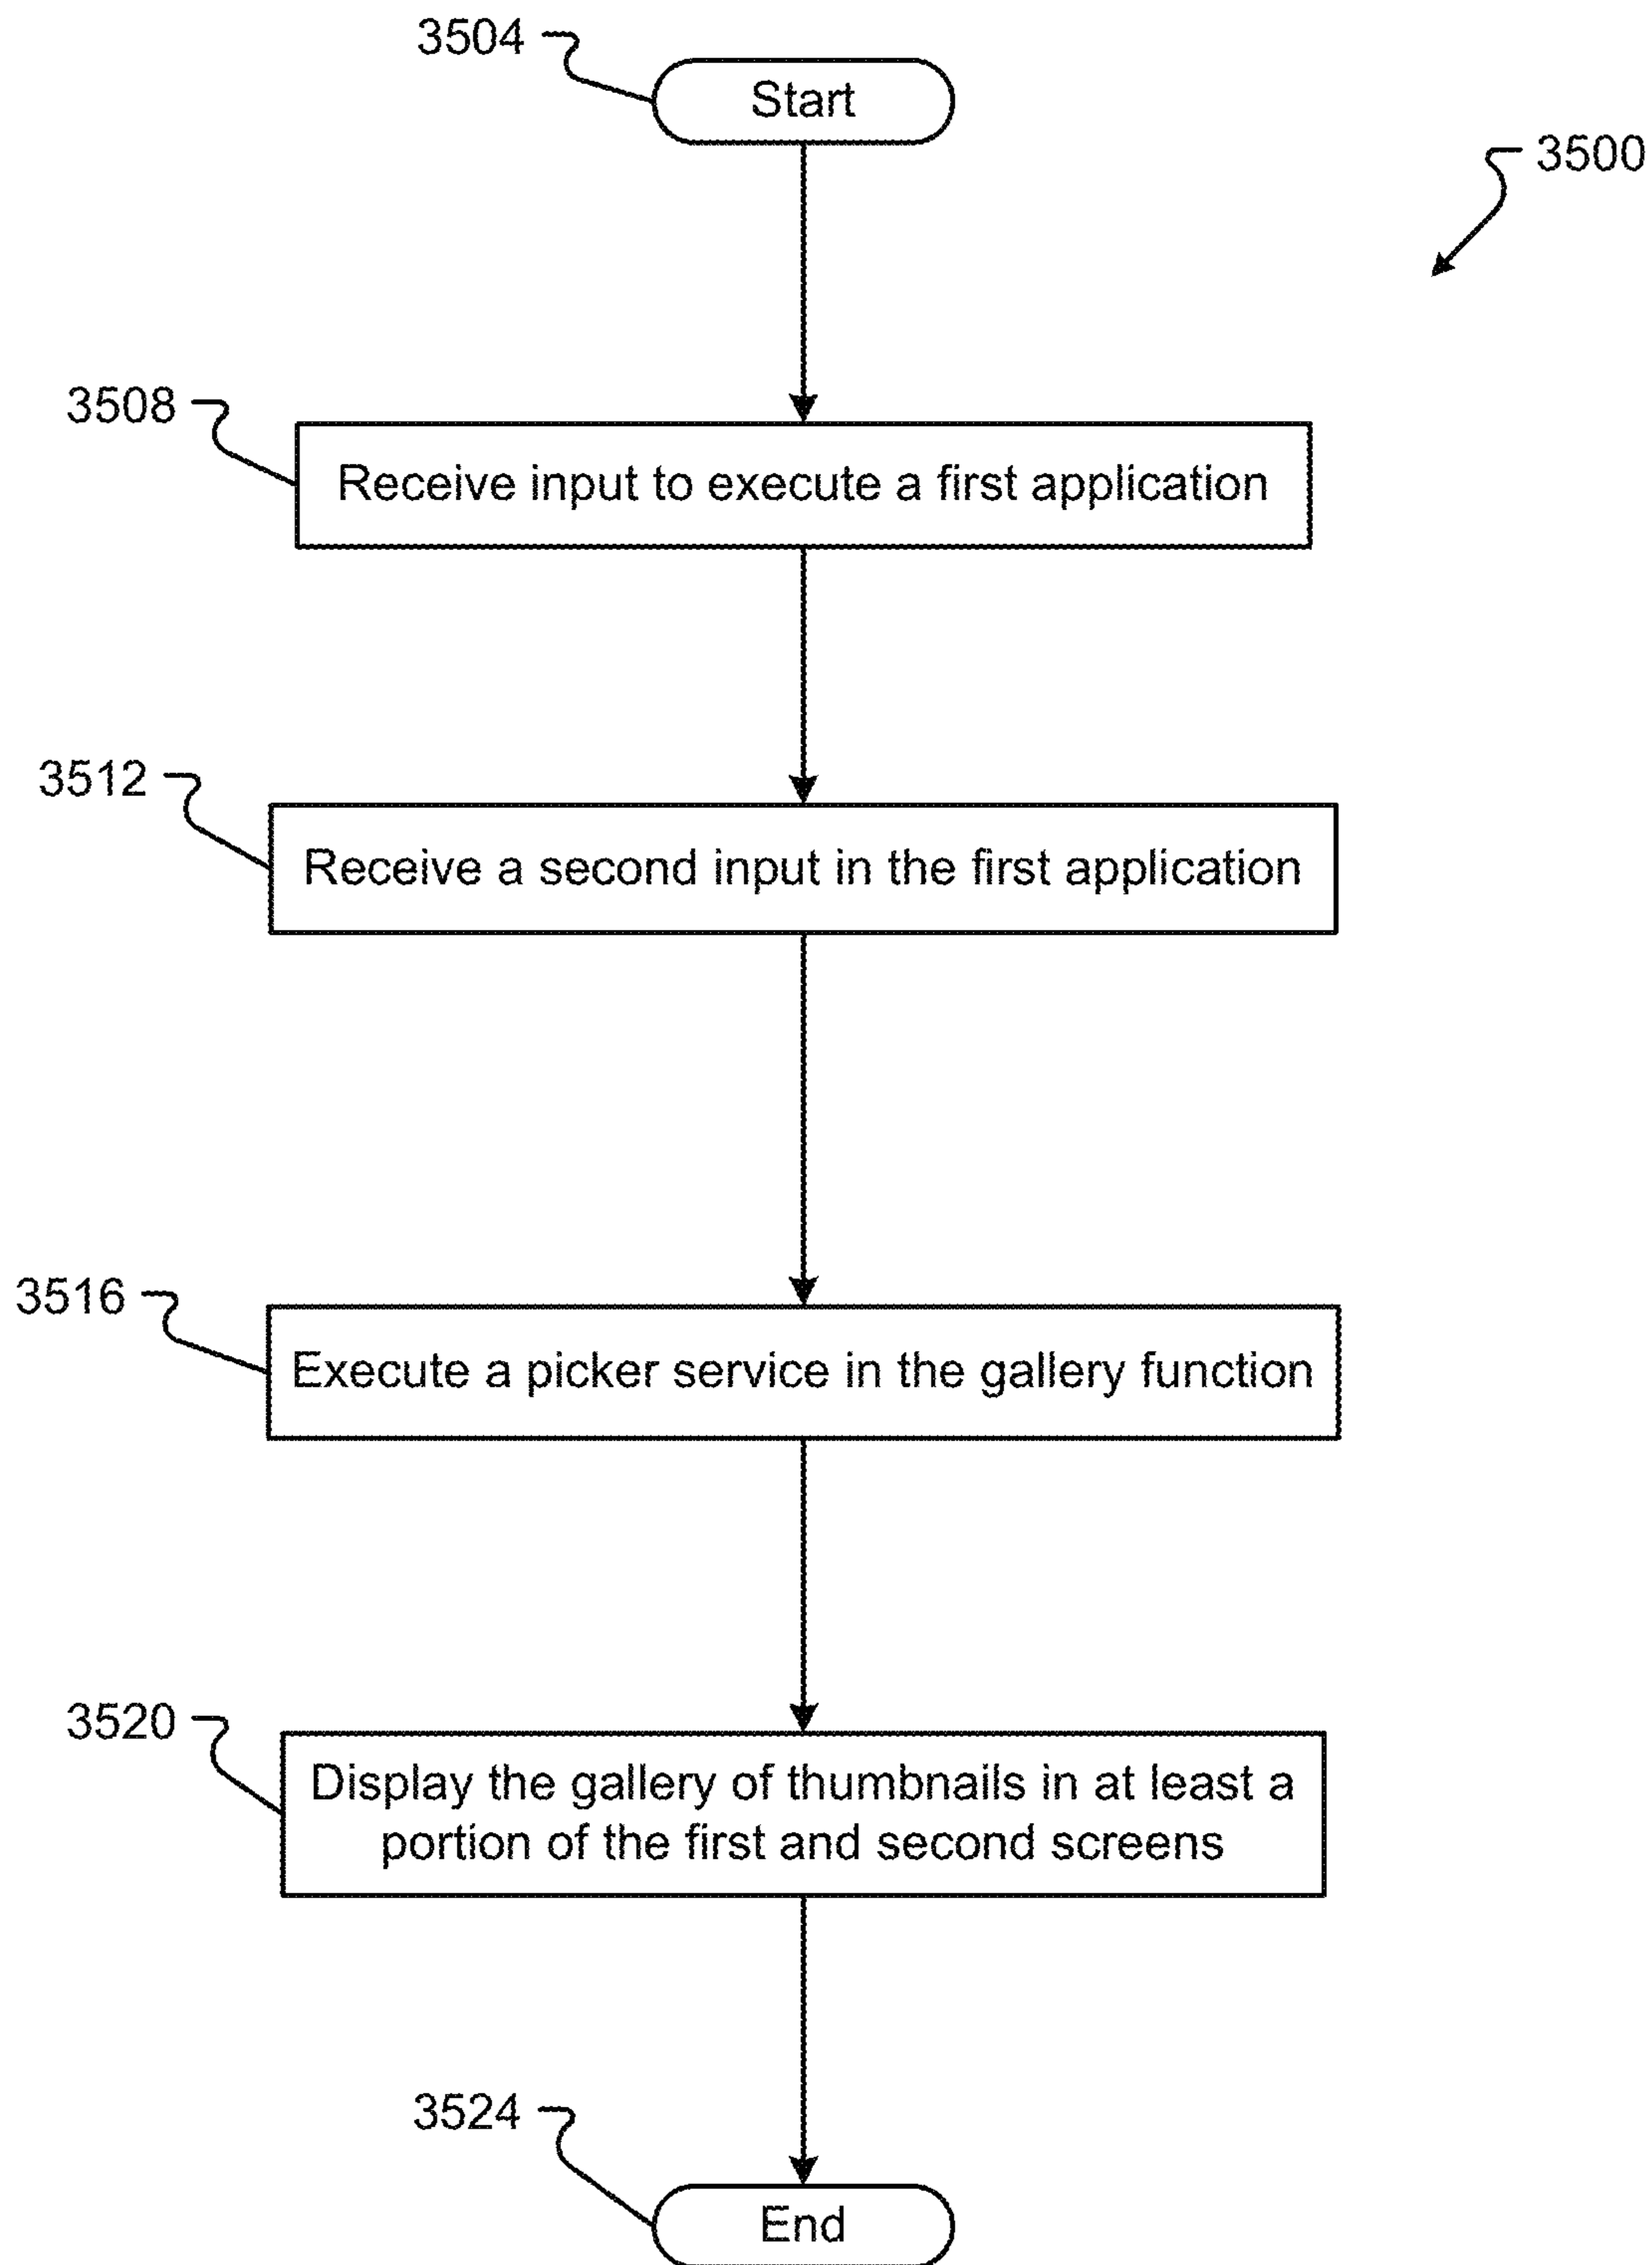 3504
Start
3500
3508
Receive input to execute a first application
3512
Receive a second input in the first application
3516
Execute a picker service in the gallery function
3520
Display the gallery of thumbnails in at least a
portion of the first and second screens
3524
End